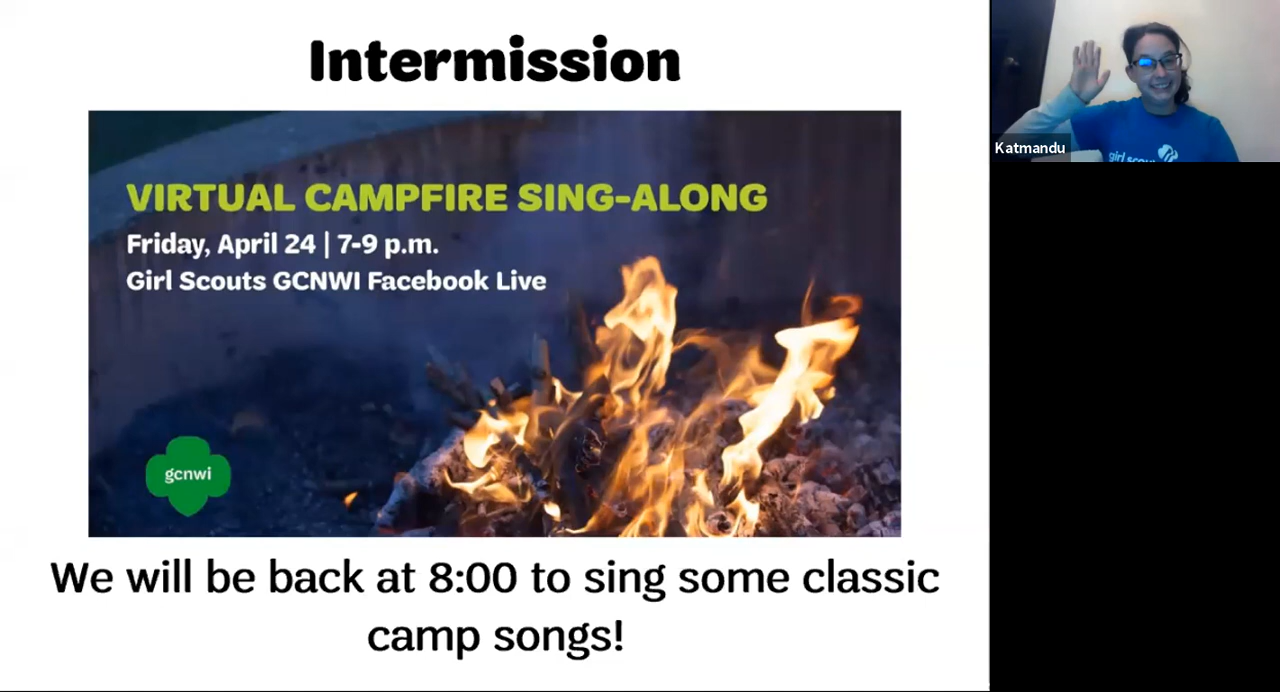 Intermission
VIRTUAL CAMPFIRE SING-ALONG
Friday, April 24 | 7-9 p.m.
Girl Scouts GCNWI Facebook Live
gcnwi
We will be back at 8:00 to sing some classic
camp songs!
Katmandu
girl